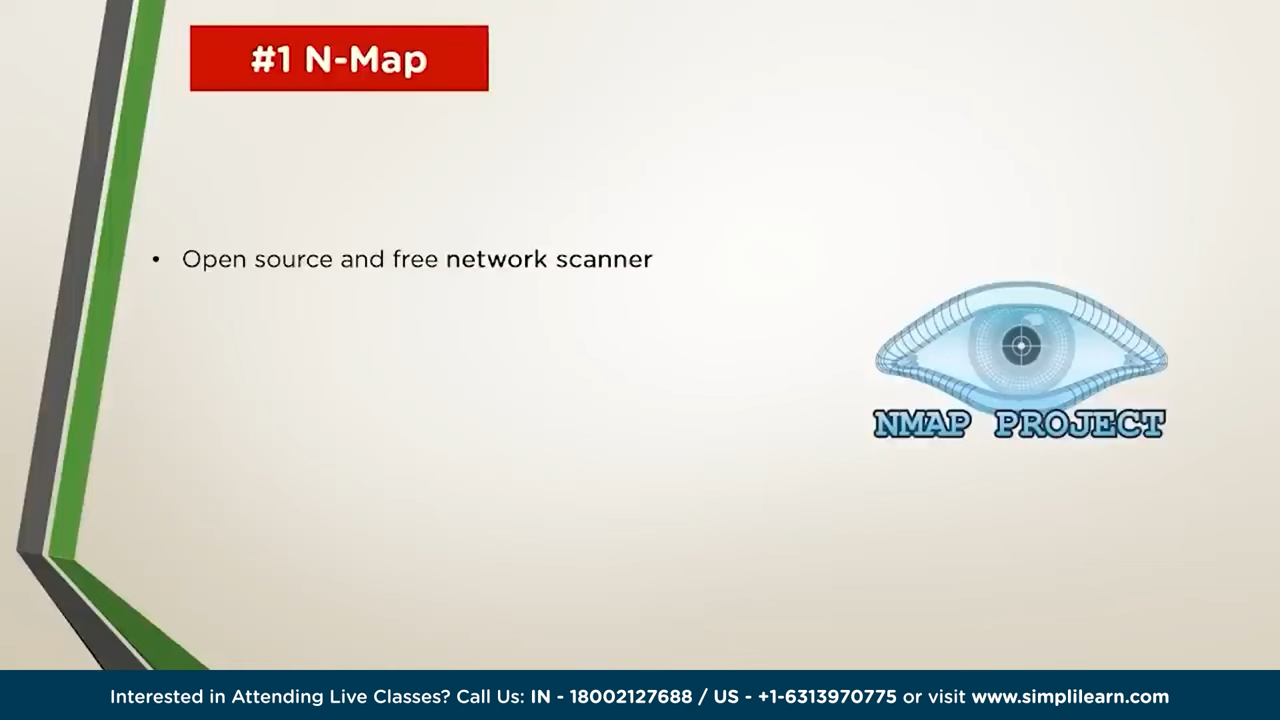 #1 N-Map
• Open source and free network scanner
NMAP PROJECT
Interested in Attending Live Classes? Call Us: IN - 18002127688 / US - +1-6313970775 or visit www.simplilearn.com